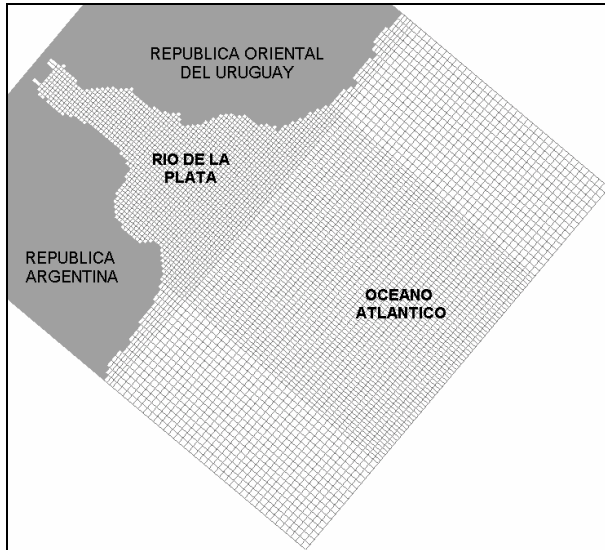 REPUBLICA ORIENTAL
DEL URUGUAY
RIO DE LA
PLATA
REPUBLICA
ARGENTINA
OCEANO
ATLANTICO